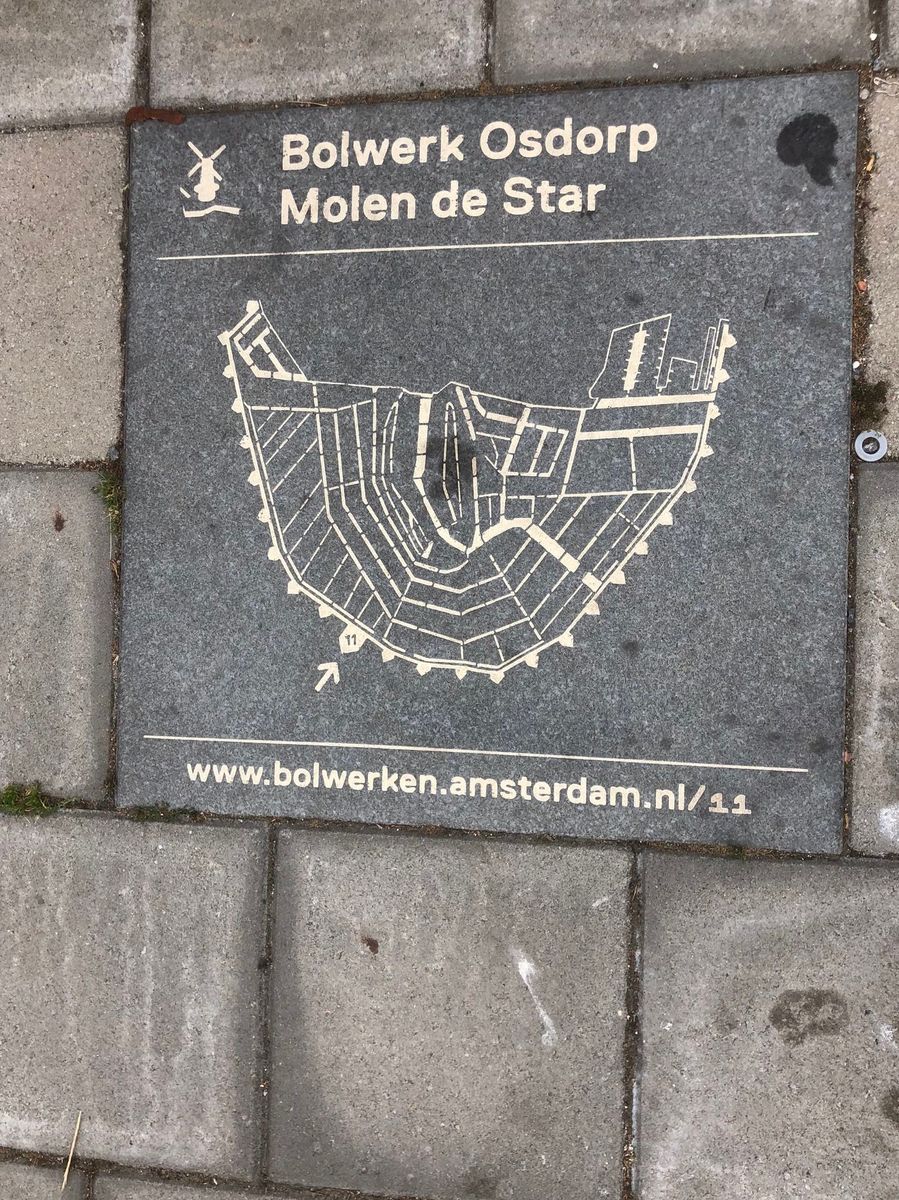 Bolwerk Osdorp
Molen de Star
11
www.bolwerken.amsterdam.nl/11